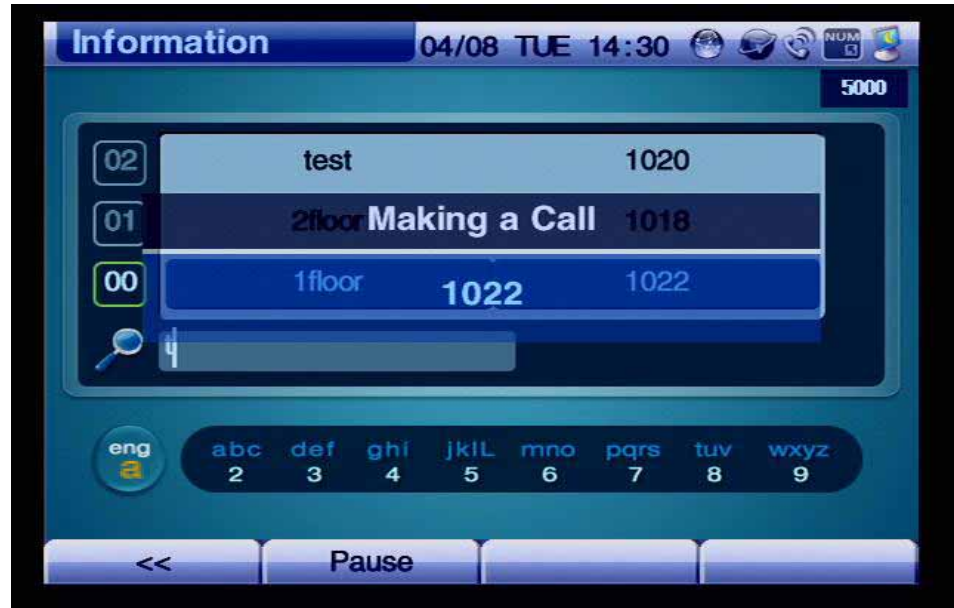 Information 04/08 TUE 14:30 NUM
5000
02 test 1020
01 2floor 1018
Making a Call
00 1floor 1022
1022
eng abc def ghi jklL mno pqrs tuv wxyz
a 2 3 4 5 6 7 8 9
<< Pause